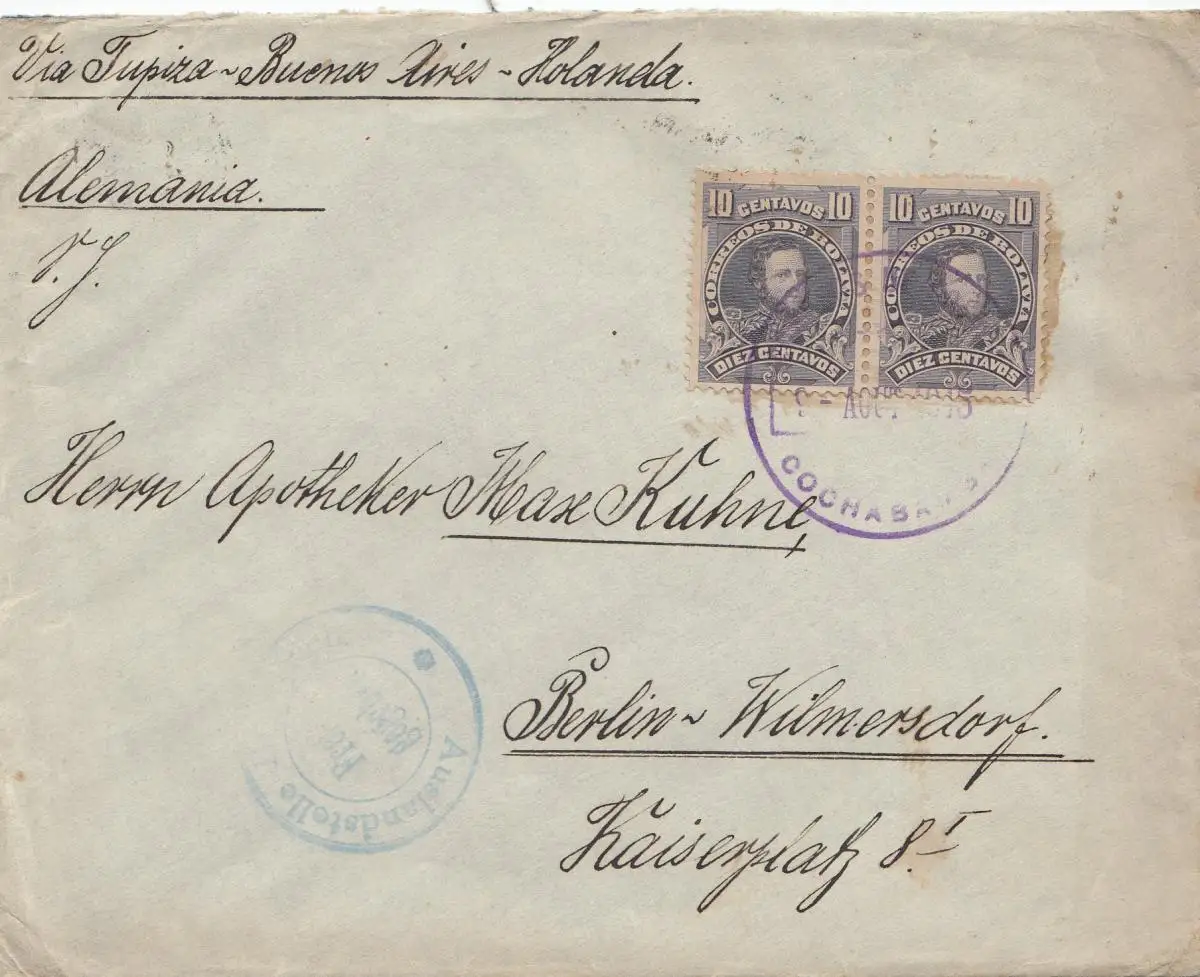 Via Tupiza ~ Buenos Aires - Holanda.
Alemania.
10 CENTAVOS 10
CORREOS DE BOLIVIA
DIEZ CENTAVOS
10 CENTAVOS 10
CORREOS DE BOLIVIA
DIEZ CENTAVOS
Herrn Apotheker Max Kuhne,
Berlin ~ Wilmersdorf.
Kaiserplatz 8.I
Auslandstelle